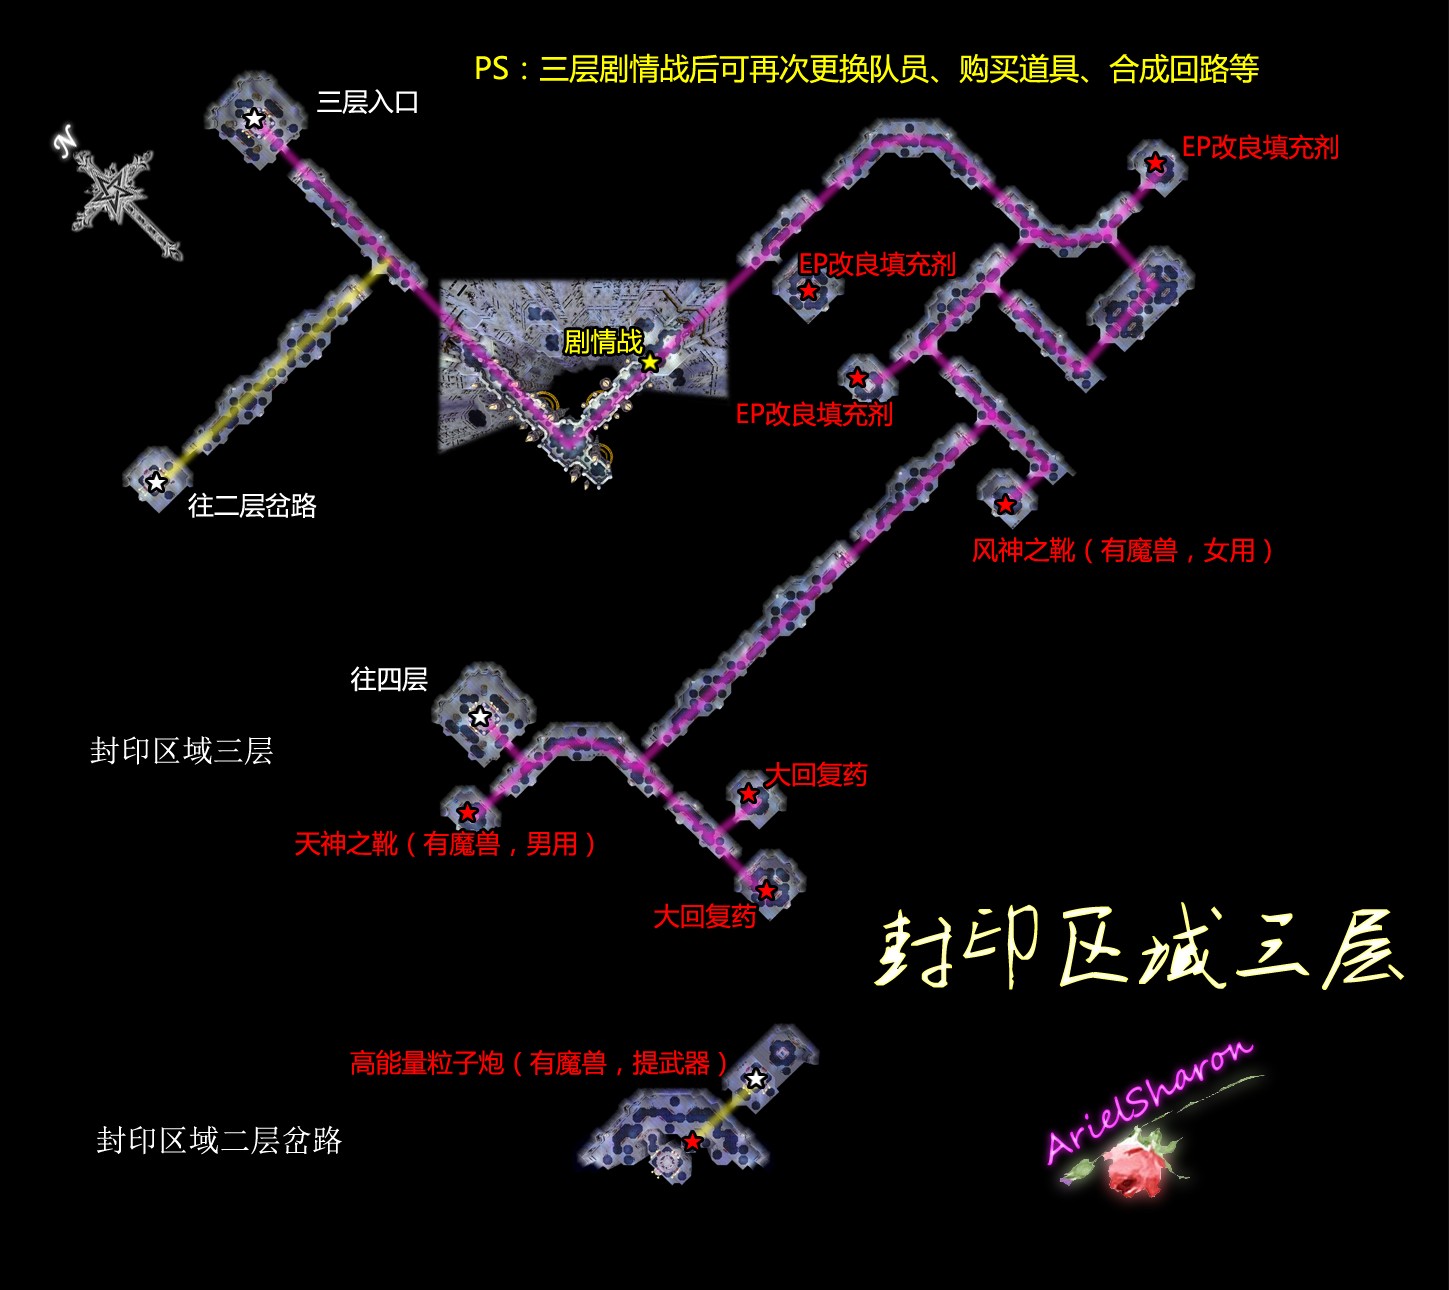 PS：三层剧情战后可再次更换队员、购买道具、合成回路等
三层入口
N
EP改良填充剂
EP改良填充剂
剧情战
EP改良填充剂
往二层岔路
风神之靴（有魔兽，女用）
往四层
封印区域三层
大回复药
天神之靴（有魔兽，男用）
大回复药
封印区域三层
高能量粒子炮（有魔兽，提武器）
ArielSharon
封印区域二层岔路